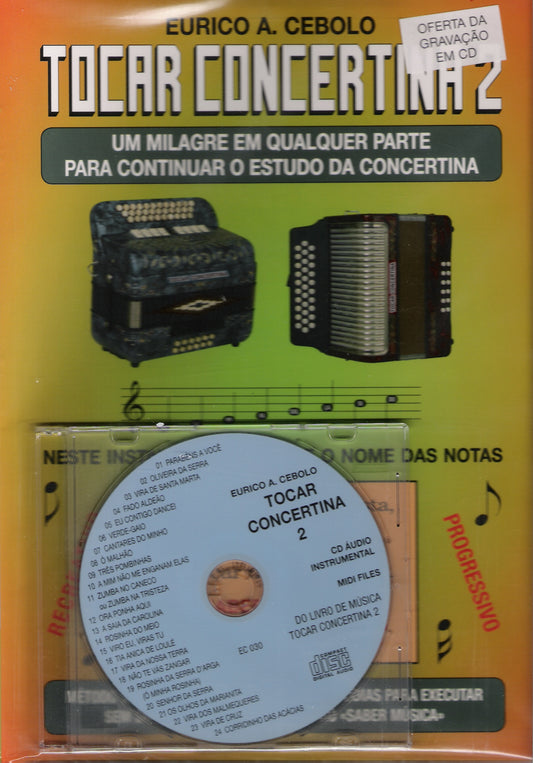 EURICO A. CEBOLO
OFERTA DA
GRAVAÇÃO
EM CD
TOCAR CONCERTINA 2
UM MILAGRE EM QUALQUER PARTE
PARA CONTINUAR O ESTUDO DA CONCERTINA
TOCAR CONCERTINA
NESTE
O NOME DAS NOTAS
PROGRESSIVO
01 PARABÉNS A VOCÊ
02 OLIVEIRA DA SERRA
03 VIRA DE SANTA MARTA
04 FADO ALDEÃO
05 EU CONTIGO DANCEI
06 VERDE-GAIO
07 CANTARES DO MINHO
08 Ó MALHÃO
09 TRÊS POMBINHAS
10 A MIM NÃO ME ENGANAM ELAS
11 ZUMBA NO CANECO
ou ZUMBA NA TRISTEZA
12 ORA PONHA AQUI
13 A SAIA DA CAROLINA
14 ROSINHA DO MEIO
15 VIRO EU, VIRAS TU
16 TIA ANICA DE LOULÉ
17 VIRA DA NOSSA TERRA
18 NÃO TE VÁS ZANGAR
19 ROSINHA DA SERRA D'ARGA
(Ó MINHA ROSINHA)
20 SENHOR DA SERRA
21 OS OLHOS DA MARIANITA
22 VIRA DOS MALMEQUERES
23 VIRA DE CRUZ
24 CORRIDINHO DAS ACÁCIAS
EC 030
EURICO A. CEBOLO
TOCAR
CONCERTINA
2
CD ÁUDIO
INSTRUMENTAL
MIDI FILES
DO LIVRO DE MÚSICA
TOCAR CONCERTINA 2
COMPACT
disc
DIGITAL AUDIO
PARA EXECUTAR
«SABER MÚSICA»